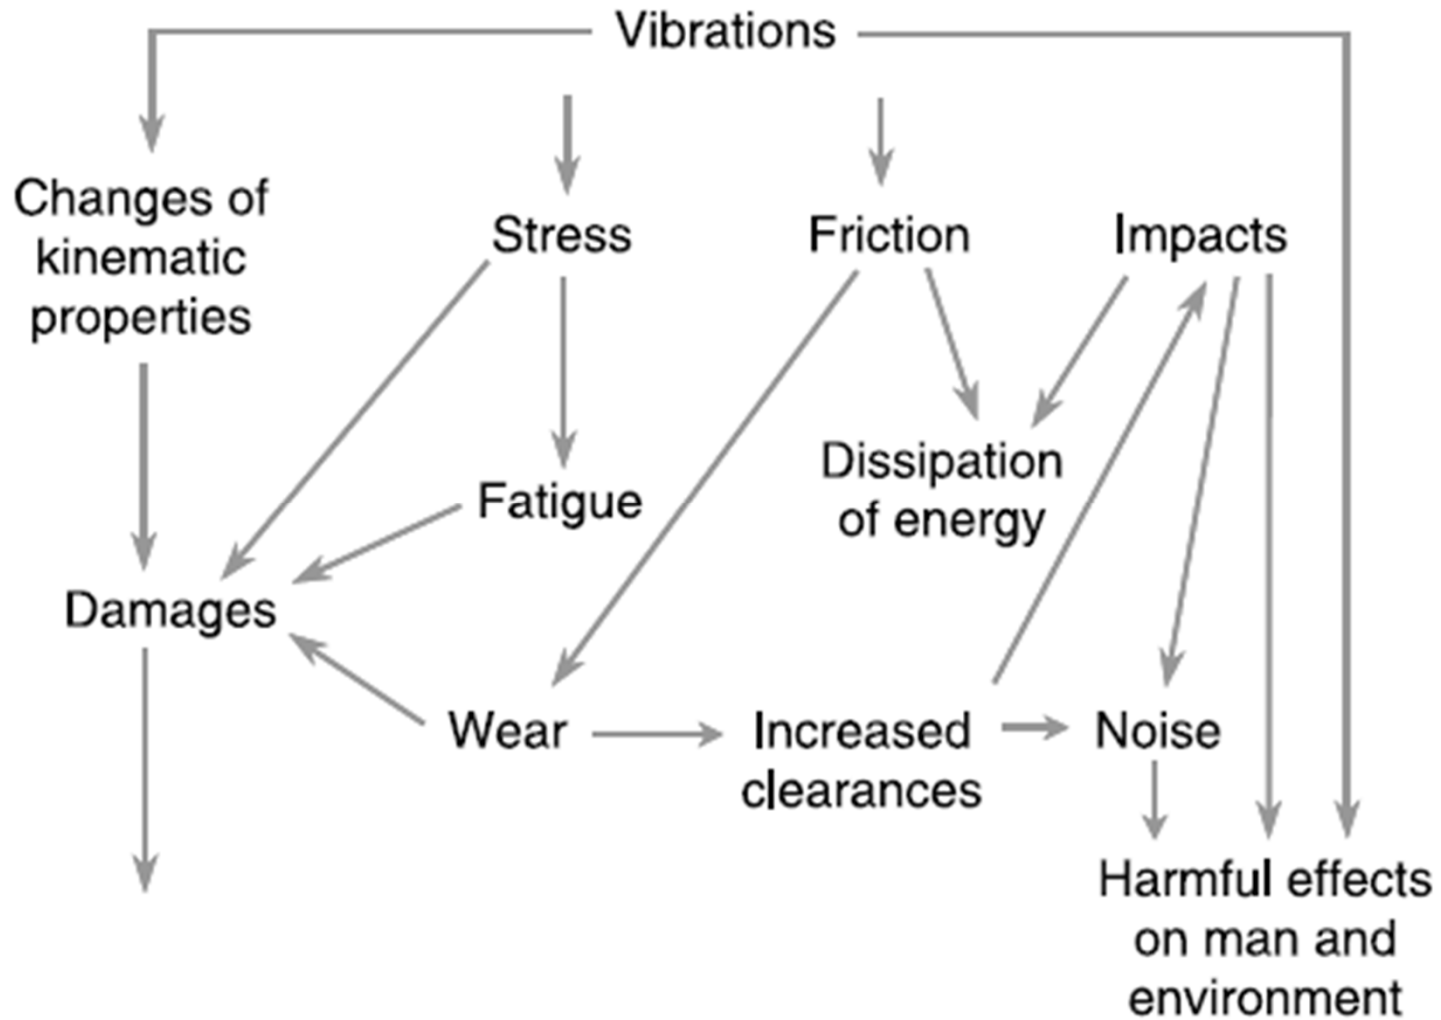 Vibrations
Changes of
kinematic
properties
Stress
Friction
Impacts
Dissipation
of energy
Fatigue
Damages
Wear
Increased
clearances
Noise
Harmful effects
on man and
environment